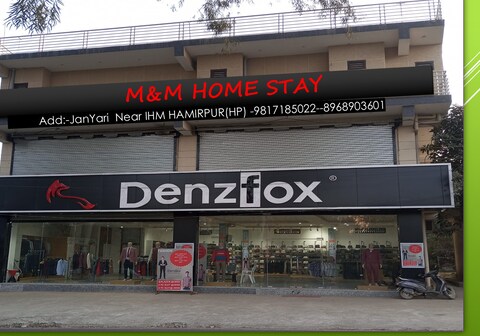 M&M HOME STAY
Add:-JanYari Near IHM HAMIRPUR(HP) -9817185022--8968903601
Denzfox ®